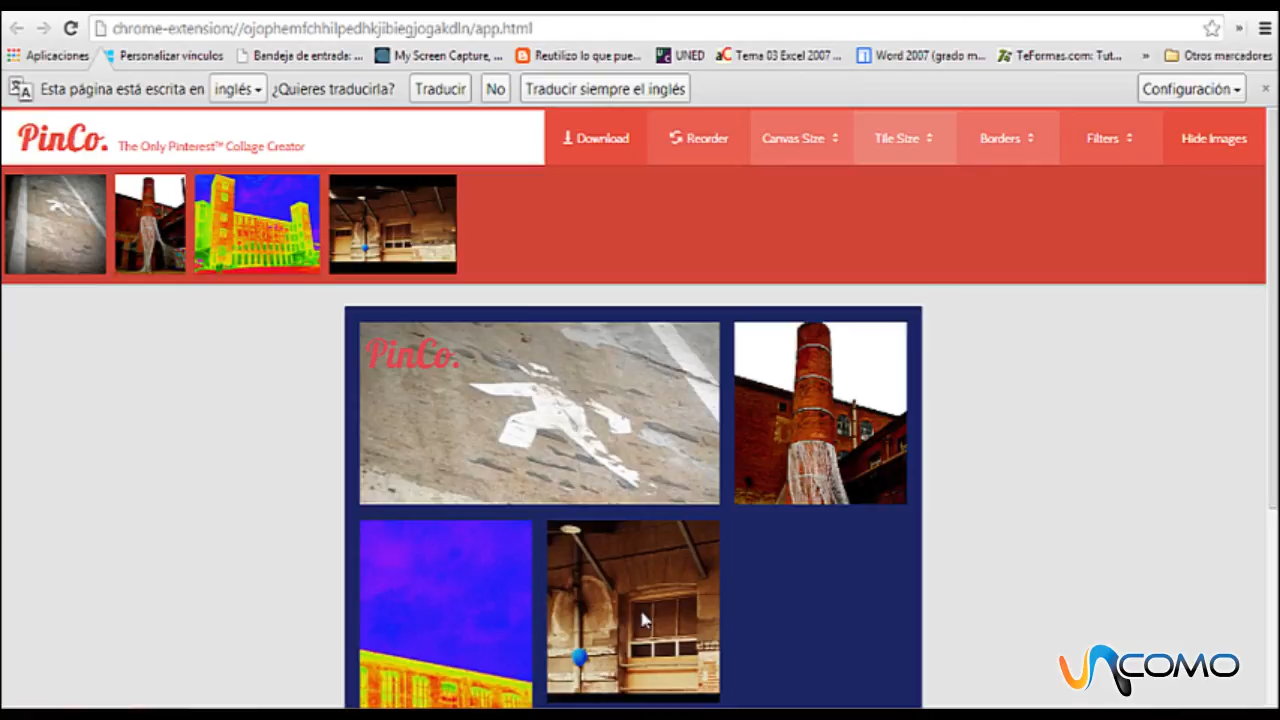 chrome-extension://ojophemfchhilpedhkjibiegjogakdln/app.html
Aplicaciones Personalizar vínculos Bandeja de entrada: ... My Screen Capture, ... Reutilizo lo que pue... UNED Tema 03 Excel 2007 ... Word 2007 (grado m... TeFormas.com: Tut... » Otros marcadores
Esta página está escrita en inglés ¿Quieres traducirla? Traducir No Traducir siempre el inglés Configuración
PinCo. The Only Pinterest™ Collage Creator Download Reorder Canvas Size Tile Size Borders Filters Hide Images
PinCo.
UNCOMO